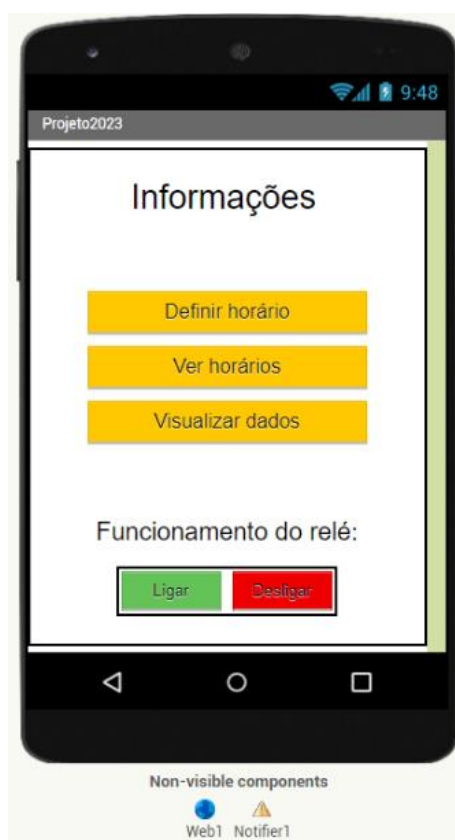 9:48
Projeto2023
Informações
Definir horário
Ver horários
Visualizar dados
Funcionamento do relé:
Ligar Desligar
Non-visible components
Web1 Notifier1